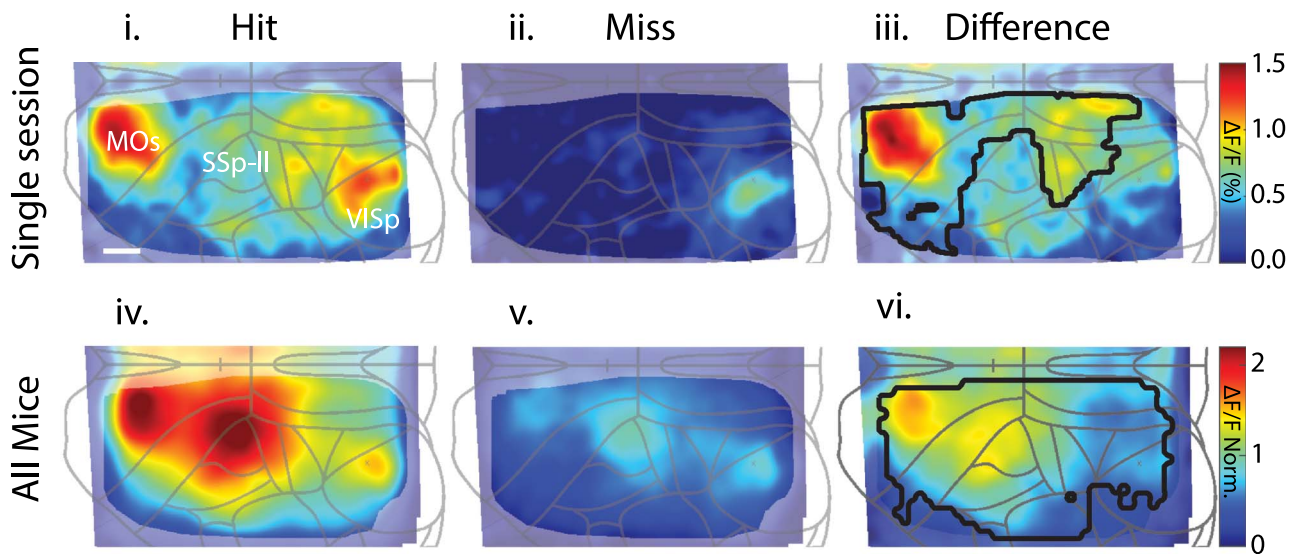 i. Hit
ii. Miss
iii. Difference
Single session
MOs
SSp-ll
VISp
1.5
1.0
0.5
0.0
ΔF/F (%)
iv.
v.
vi.
All Mice
2
1
0
ΔF/F Norm.